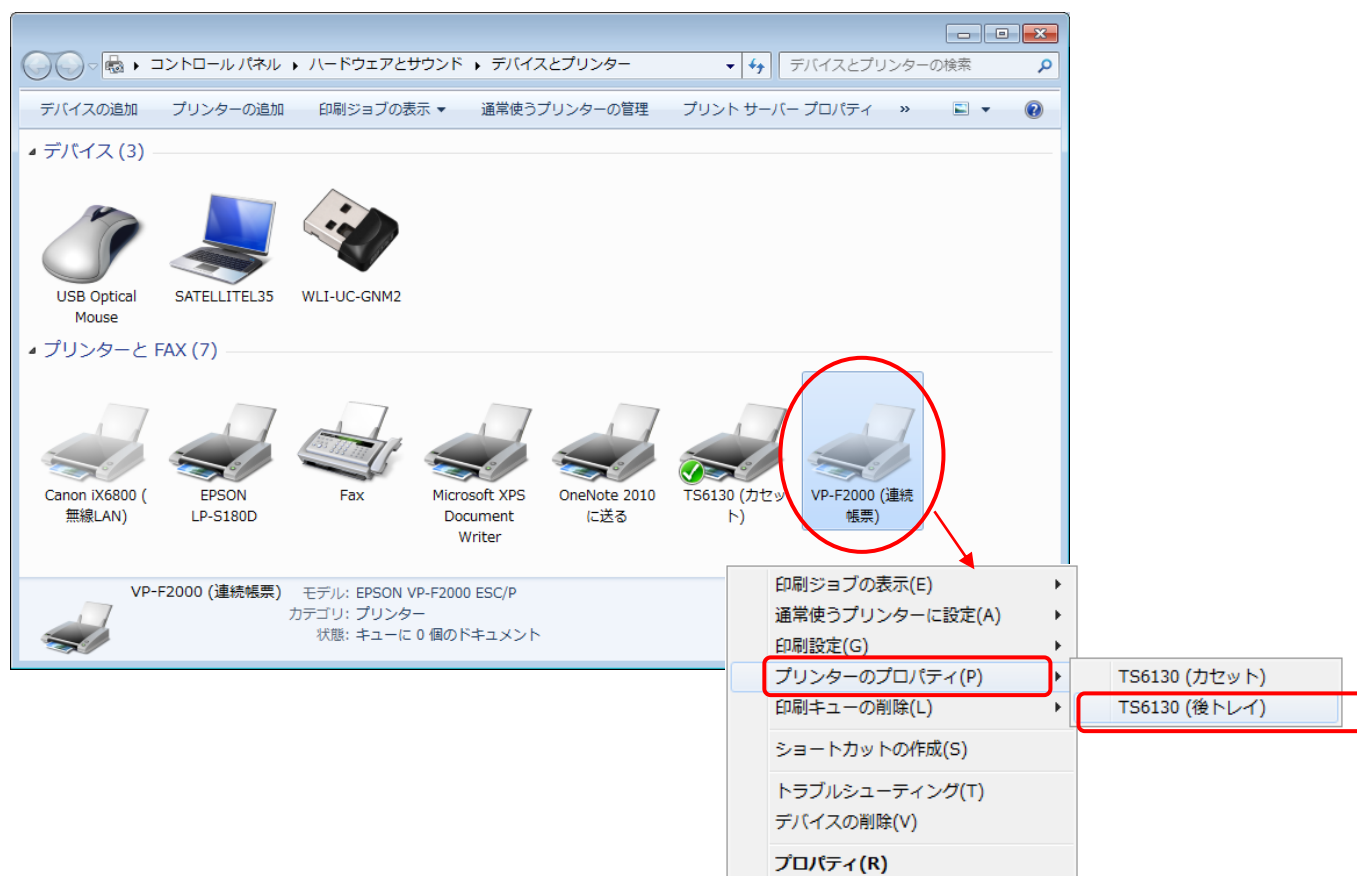 コントロール パネル ▸ ハードウェアとサウンド ▸ デバイスとプリンター
デバイスとプリンターの検索
デバイスの追加 プリンターの追加 印刷ジョブの表示 ▼ 通常使うプリンターの管理 プリント サーバー プロパティ »
デバイス (3)
USB Optical
Mouse
SATELLITEL35
WLI-UC-GNM2
プリンターと FAX (7)
Canon iX6800 (
無線LAN)
EPSON
LP-S180D
Fax
Microsoft XPS
Document
Writer
OneNote 2010
に送る
TS6130 (カセッ
ト)
VP-F2000 (連続
帳票)
VP-F2000 (連続帳票) モデル: EPSON VP-F2000 ESC/P
カテゴリ: プリンター
状態: キューに 0 個のドキュメント
印刷ジョブの表示(E)
通常使うプリンターに設定(A)
印刷設定(G)
プリンターのプロパティ(P)
印刷キューの削除(L)
ショートカットの作成(S)
トラブルシューティング(T)
デバイスの削除(V)
プロパティ(R)
TS6130 (カセット)
TS6130 (後トレイ)